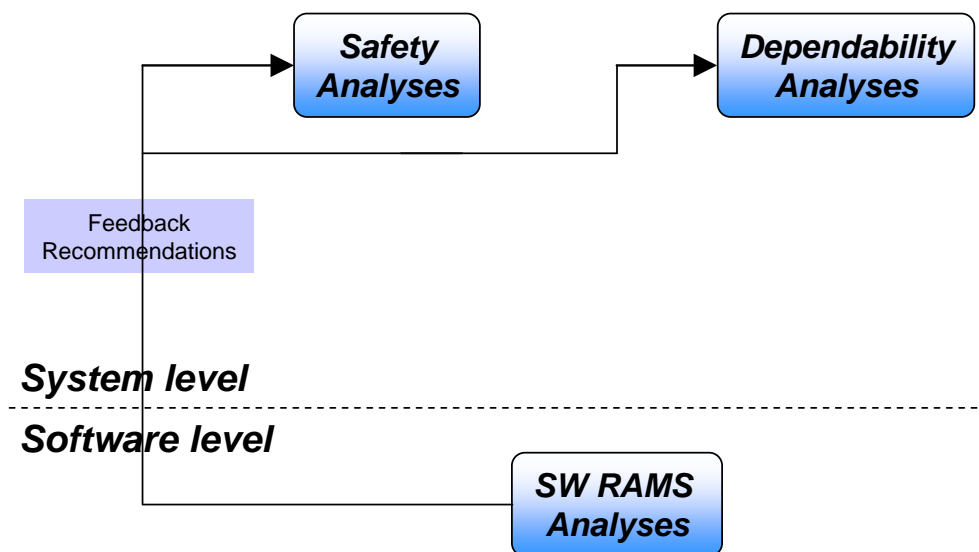 Safety
Analyses
Dependability
Analyses
Feedback
Recommendations
System level
Software level
SW RAMS
Analyses